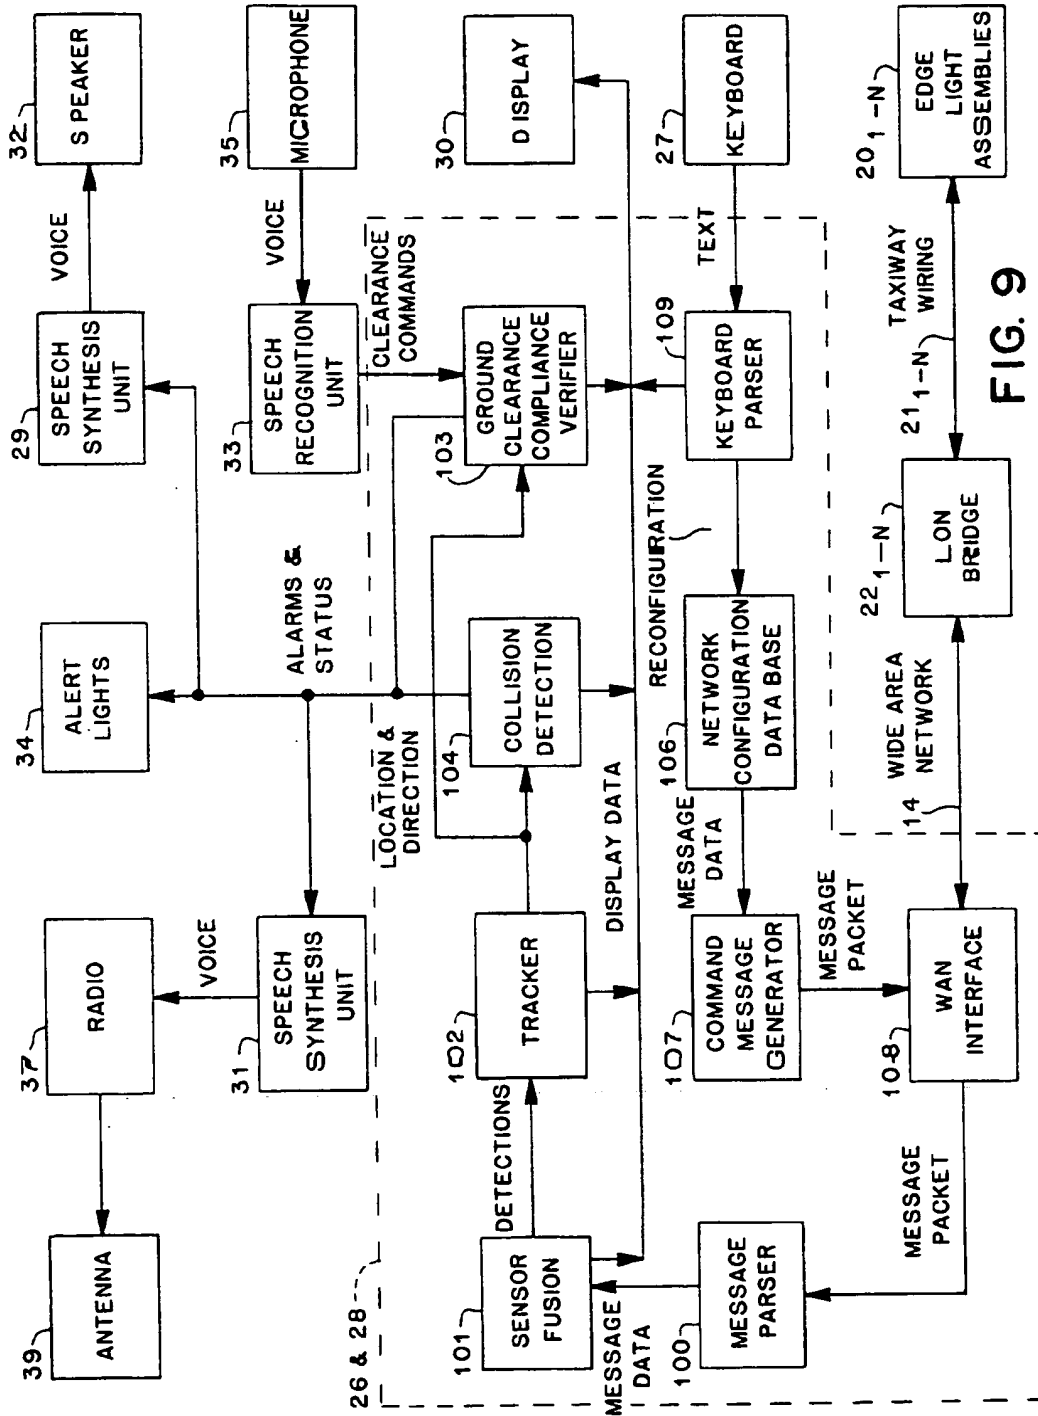 39
ANTENNA
37
RADIO
34
ALERT
LIGHTS
29
SPEECH
SYNTHESIS
UNIT
VOICE
32
SPEAKER
VOICE
31
SPEECH
SYNTHESIS
UNIT
ALARMS &
STATUS
33
SPEECH
RECOGNITION
UNIT
VOICE
35
MICROPHONE
26 & 28
LOCATION &
DIRECTION
CLEARANCE
COMMANDS
101
SENSOR
FUSION
DETECTIONS
102
TRACKER
104
COLLISION
DETECTION
103
GROUND
CLEARANCE
COMPLIANCE
VERIFIER
30
DISPLAY
MESSAGE
DATA
DISPLAY DATA
RECONFIGURATION
100
MESSAGE
PARSER
107
COMMAND
MESSAGE
GENERATOR
MESSAGE
DATA
106
NETWORK
CONFIGURATION
DATA BASE
109
KEYBOARD
PARSER
TEXT
27
KEYBOARD
MESSAGE
PACKET
MESSAGE
PACKET
108
WAN
INTERFACE
14
WIDE AREA
NETWORK
22 1-N
LON
BRIDGE
21 1-N
TAXIWAY
WIRING
20 1-N
EDGE
LIGHT
ASSEMBLIES
FIG. 9